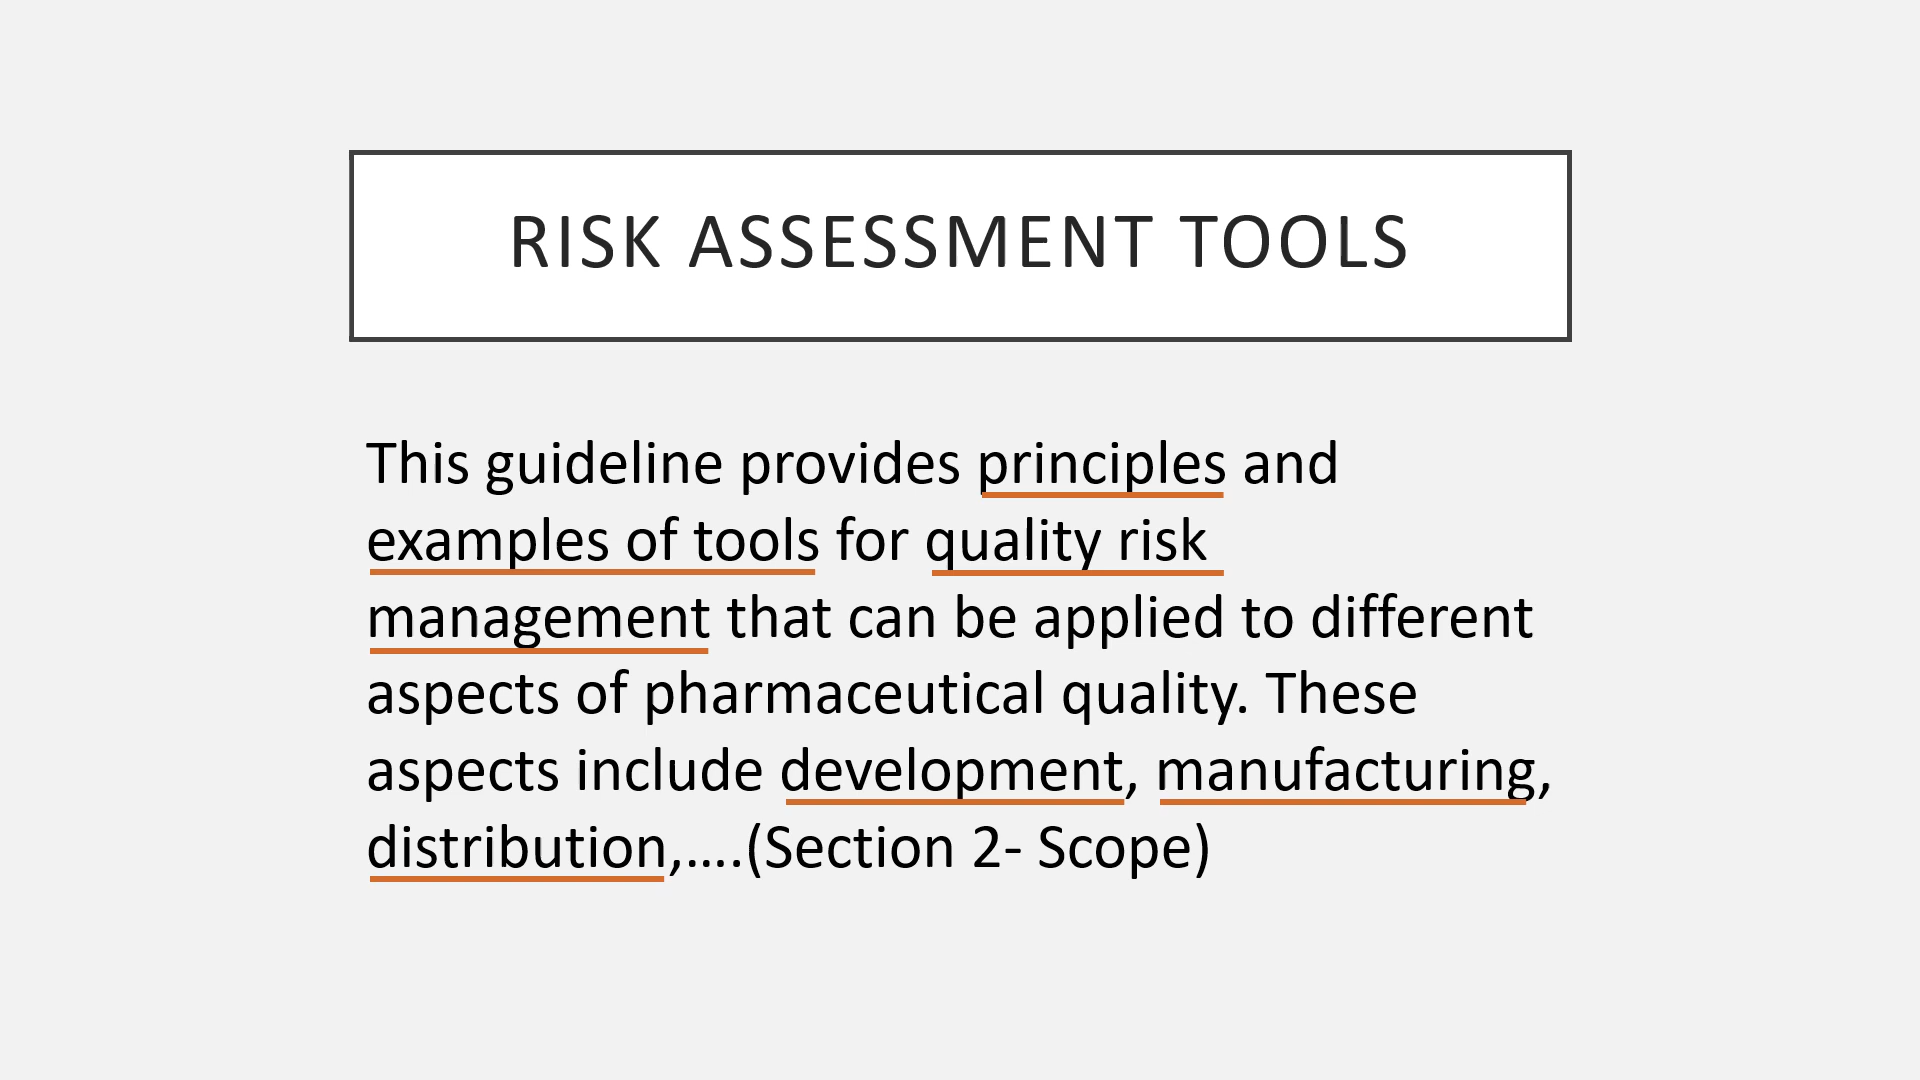 RISK ASSESSMENT TOOLS
This guideline provides principles and
examples of tools for quality risk
management that can be applied to different
aspects of pharmaceutical quality. These
aspects include development, manufacturing,
distribution,....(Section 2- Scope)